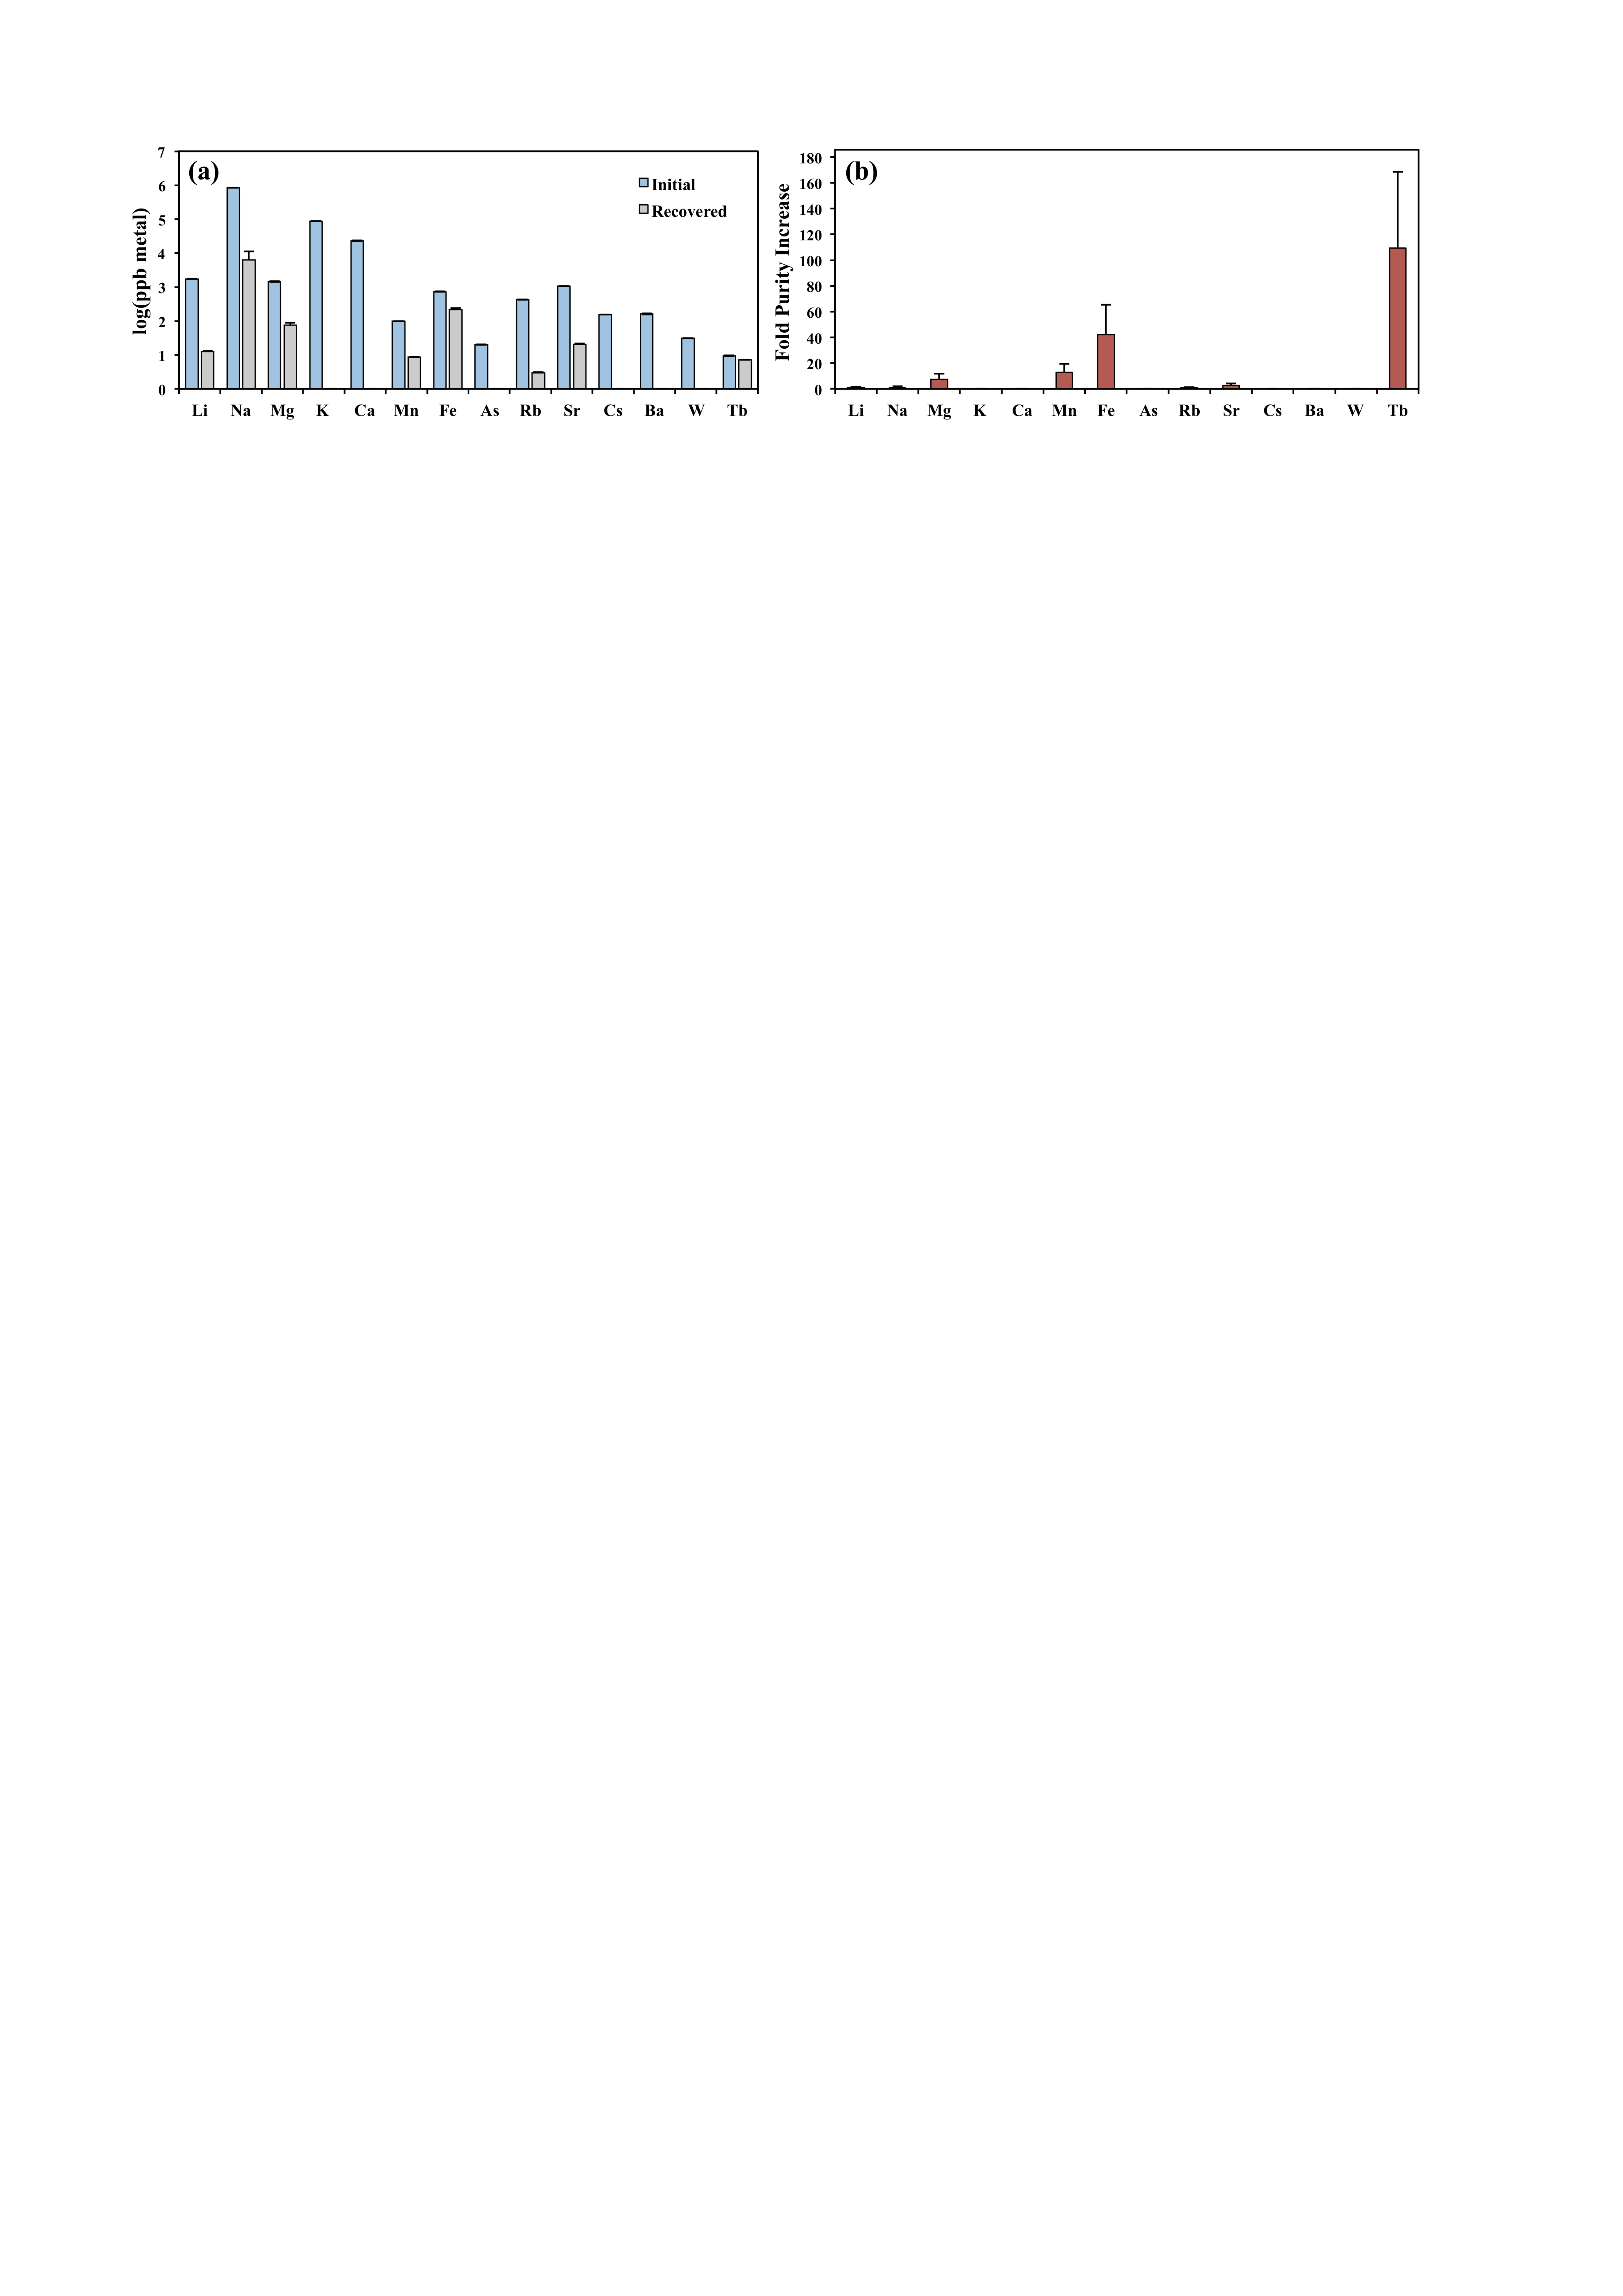 (a)
log(ppb metal)
7
6
5
4
3
2
1
0
Initial
Recovered
Li Na Mg K Ca Mn Fe As Rb Sr Cs Ba W Tb
(b)
Fold Purity Increase
180
160
140
120
100
80
60
40
20
0
Li Na Mg K Ca Mn Fe As Rb Sr Cs Ba W Tb